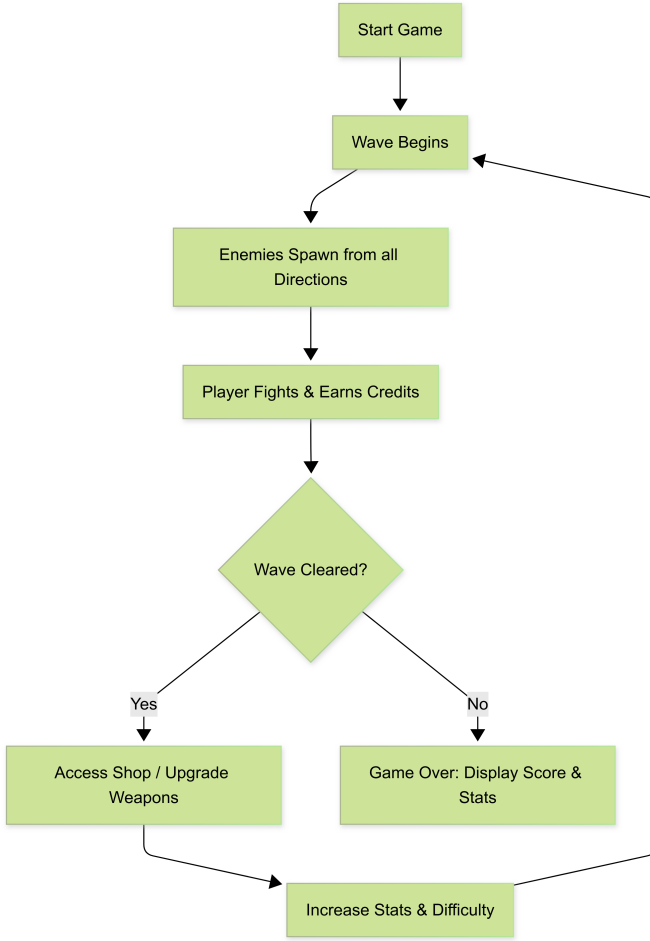 Start Game
Wave Begins
Enemies Spawn from all
Directions
Player Fights & Earns Credits
Wave Cleared?
Yes
No
Access Shop / Upgrade
Weapons
Game Over: Display Score &
Stats
Increase Stats & Difficulty